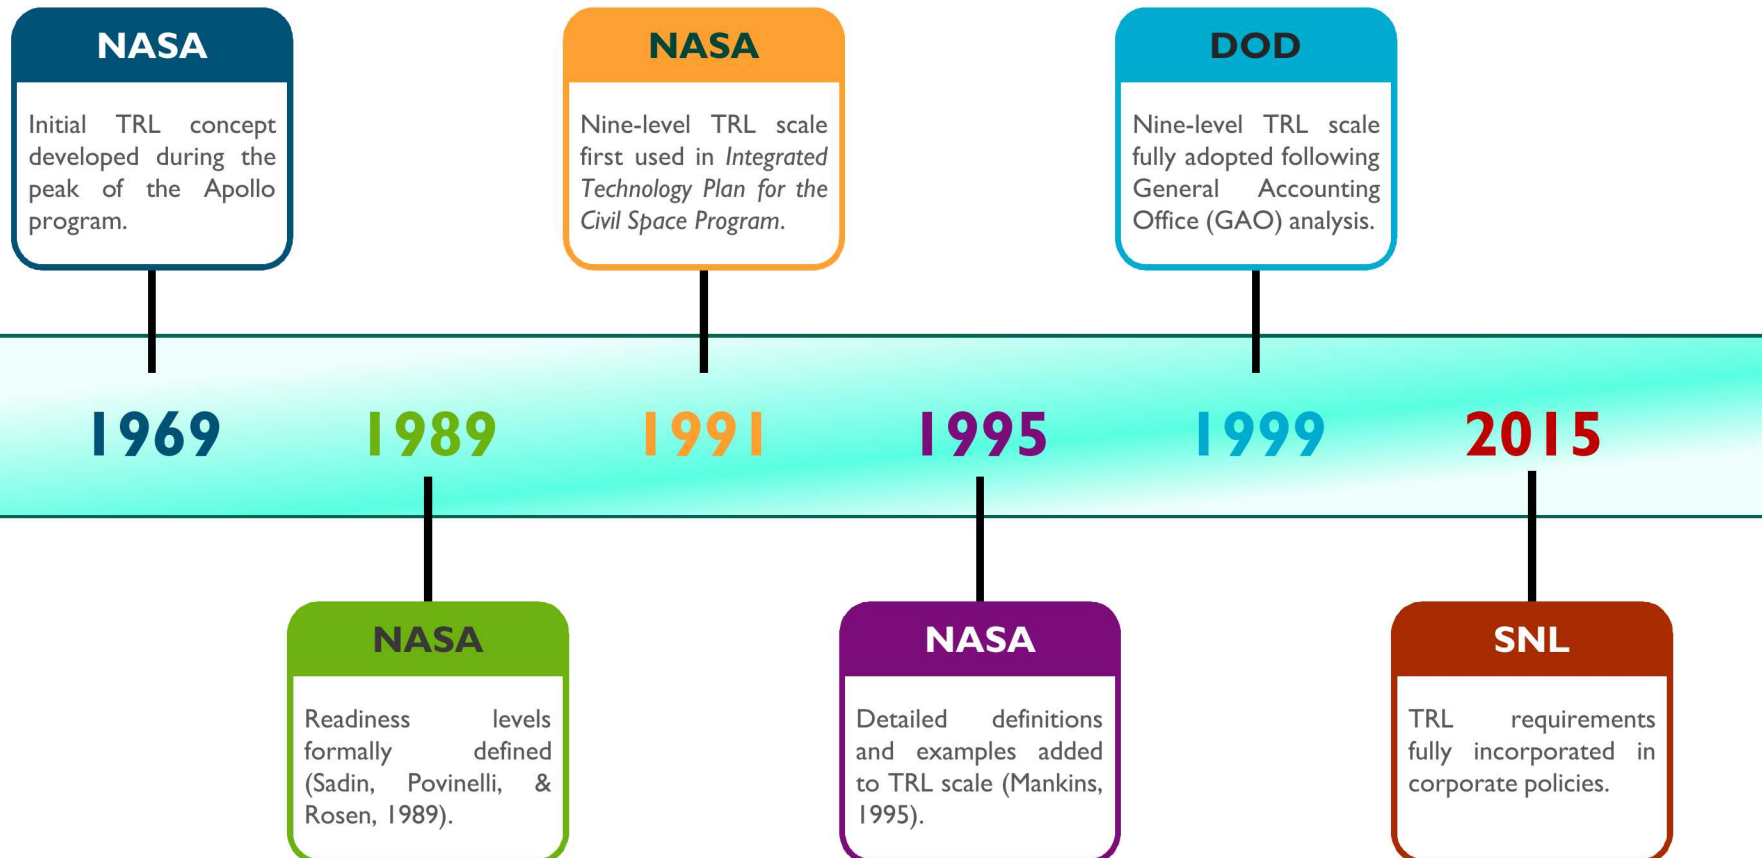 NASA
Initial TRL concept
developed during the
peak of the Apollo
program.
NASA
Nine-level TRL scale
first used in Integrated
Technology Plan for the
Civil Space Program.
DOD
Nine-level TRL scale
fully adopted following
General Accounting
Office (GAO) analysis.
1969
1989
1991
1995
1999
2015
NASA
Readiness levels
formally defined
(Sadin, Povinelli, &
Rosen, 1989).
NASA
Detailed definitions
and examples added
to TRL scale (Mankins,
1995).
SNL
TRL requirements
fully incorporated in
corporate policies.